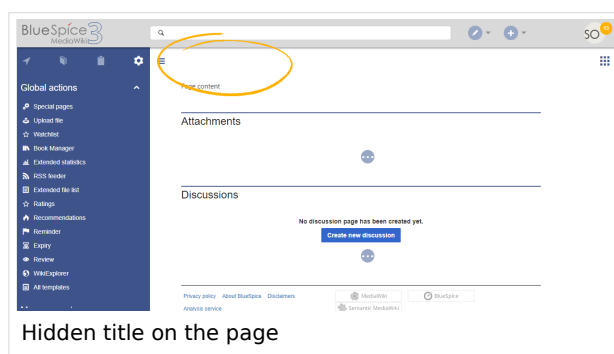 BlueSpice 3
MediaWiki
SO
Global actions
Special pages
Upload file
Watchlist
Book Manager
Extended statistics
RSS feeder
Extended file list
Ratings
Recommendations
Reminder
Expiry
Review
WikiExplorer
All templates
Page content
Attachments
Discussions
No discussion page has been created yet.
Create new discussion
Privacy policy About BlueSpice Disclaimers
Analysis service
MediaWiki
BlueSpice
Semantic MediaWiki
Hidden title on the page